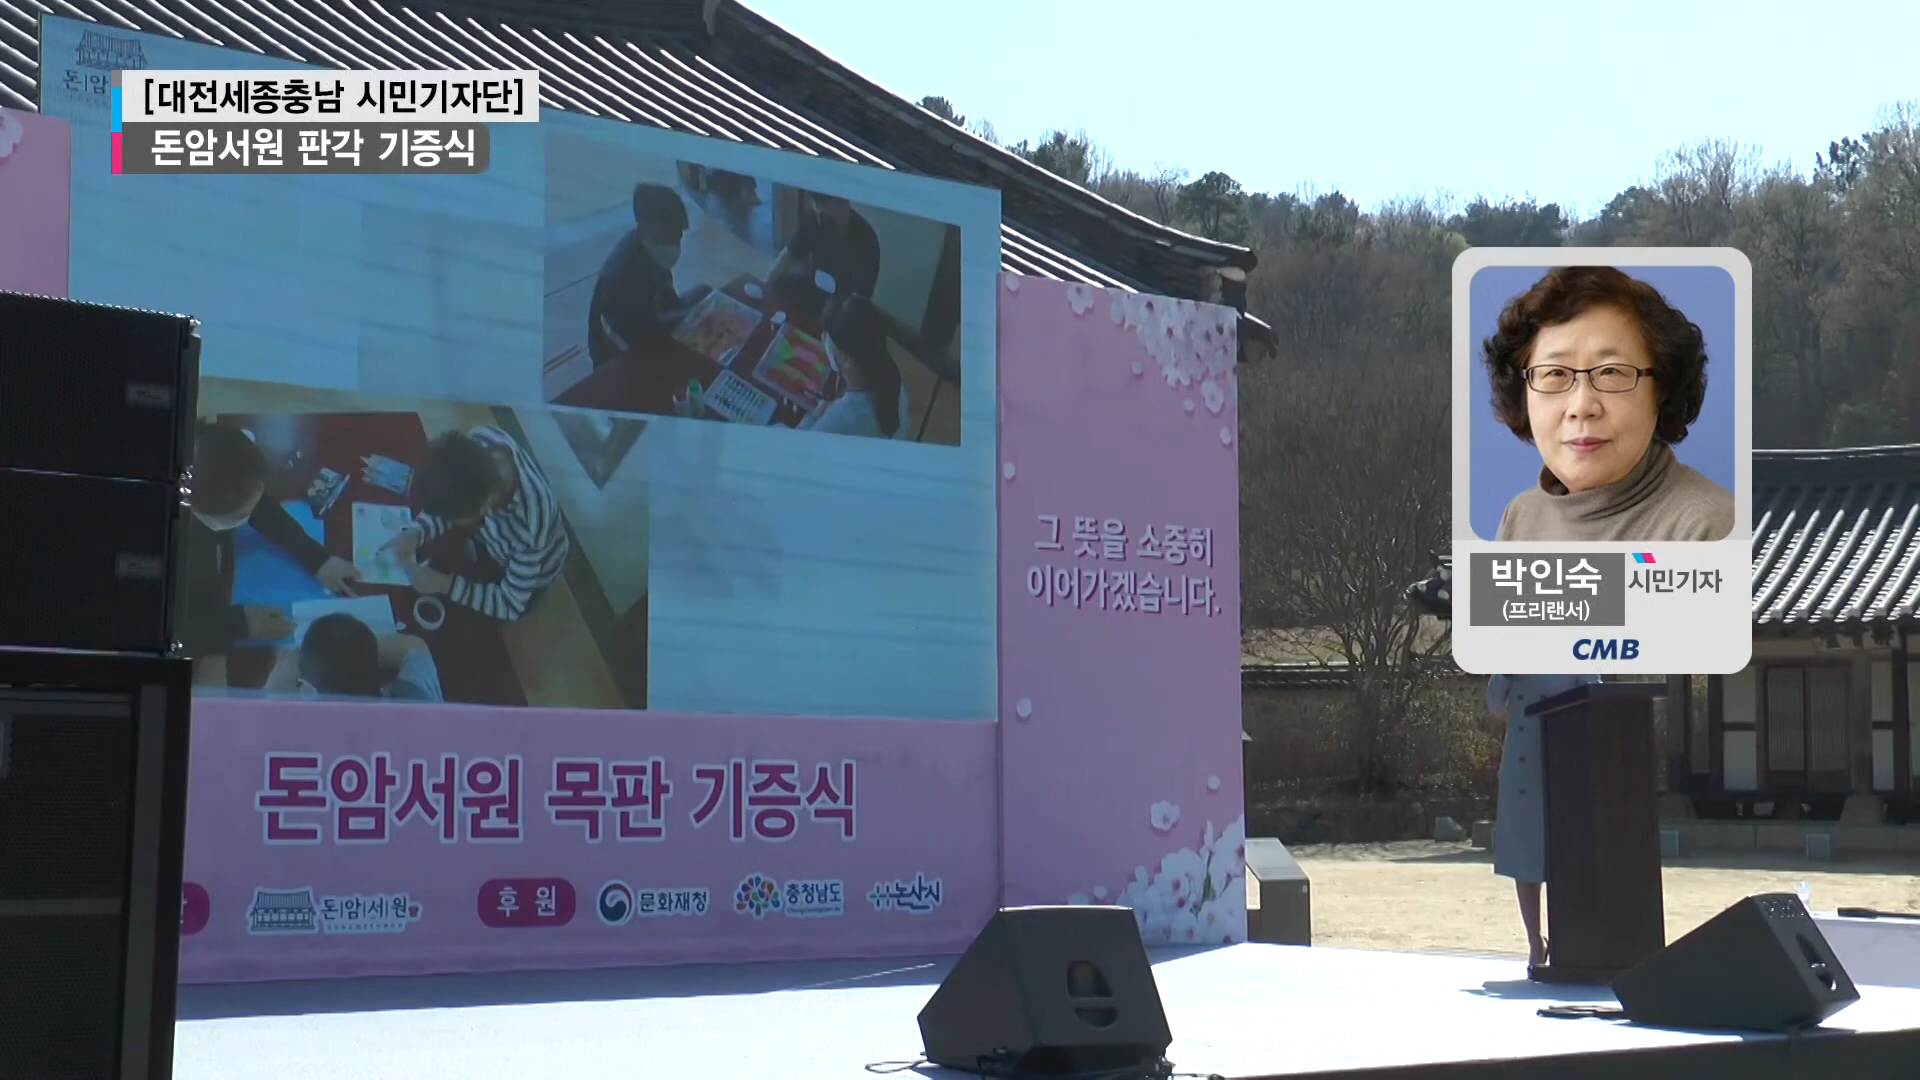 돈|암
[대전세종충남 시민기자단]
돈암서원 판각 기증식
그 뜻을 소중히
이어가겠습니다.
박인숙
(프리랜서)
시민기자
CMB
돈암서원 목판 기증식
돈|암|서|원
후 원
문화재청
충청남도
논산시